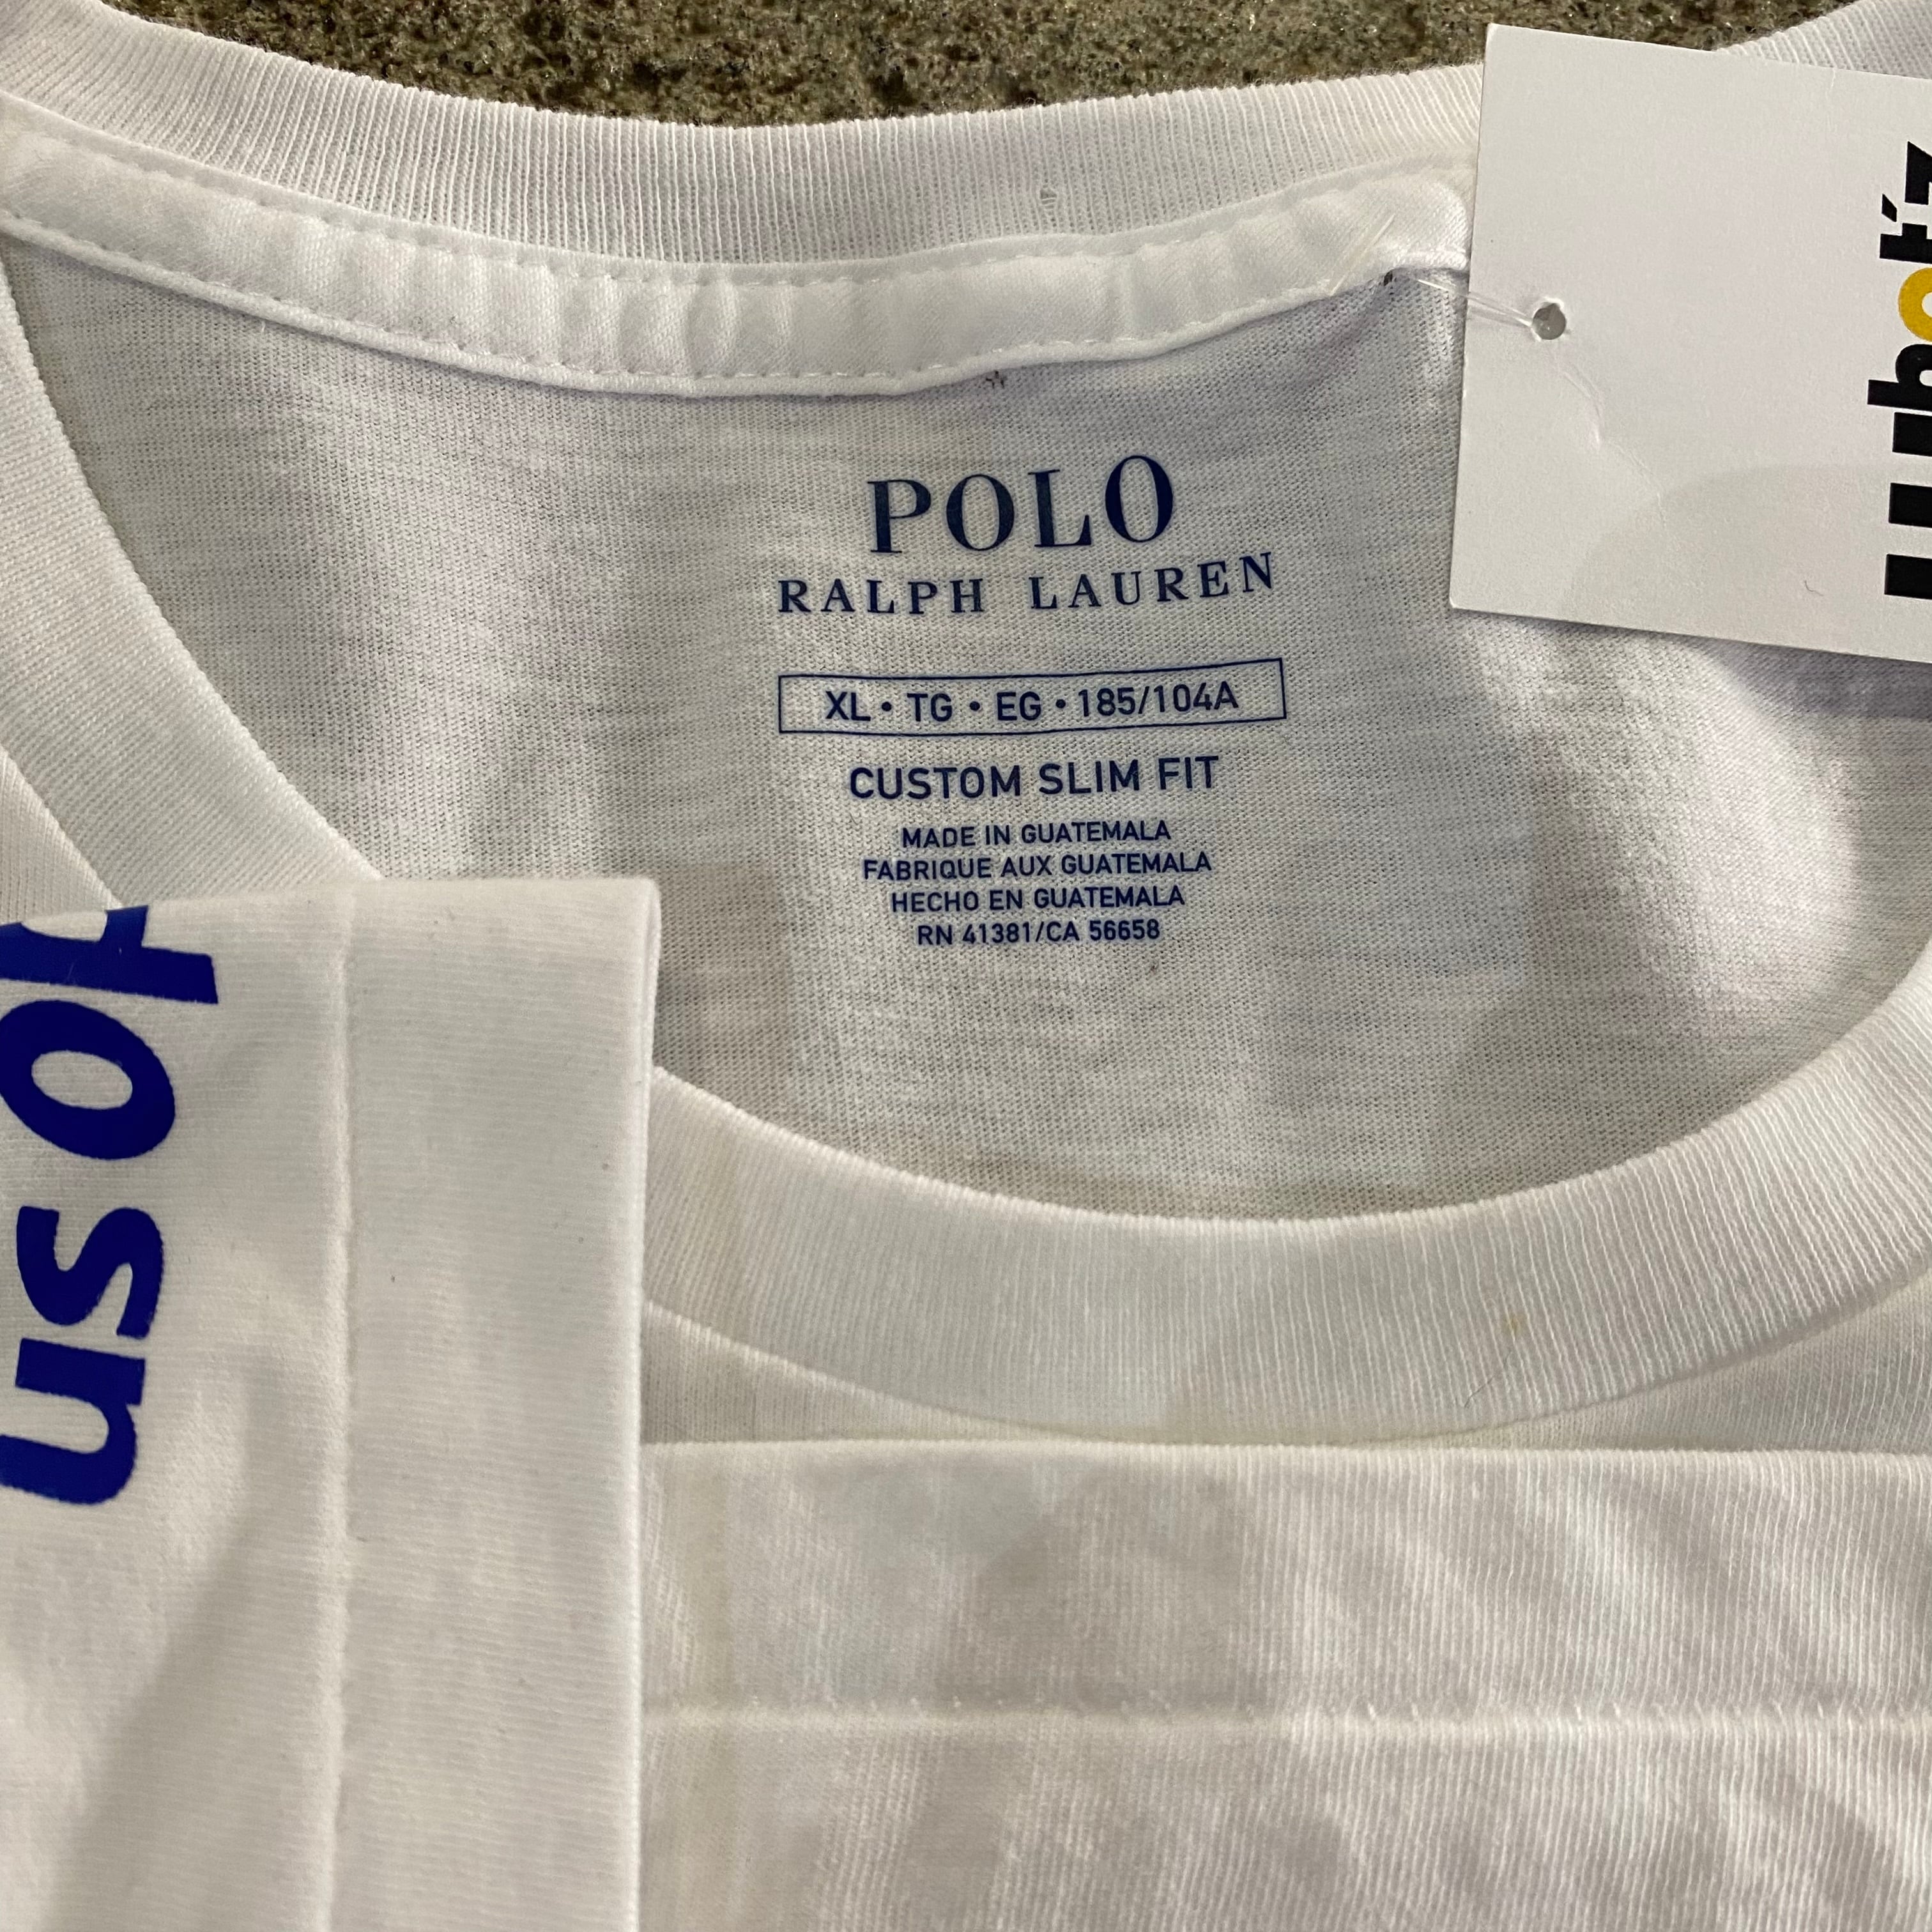 POLO
RALPH LAUREN
XL • TG • EG • 185/104A
CUSTOM SLIM FIT
MADE IN GUATEMALA
FABRIQUE AUX GUATEMALA
HECHO EN GUATEMALA
RN 41381/CA 56658